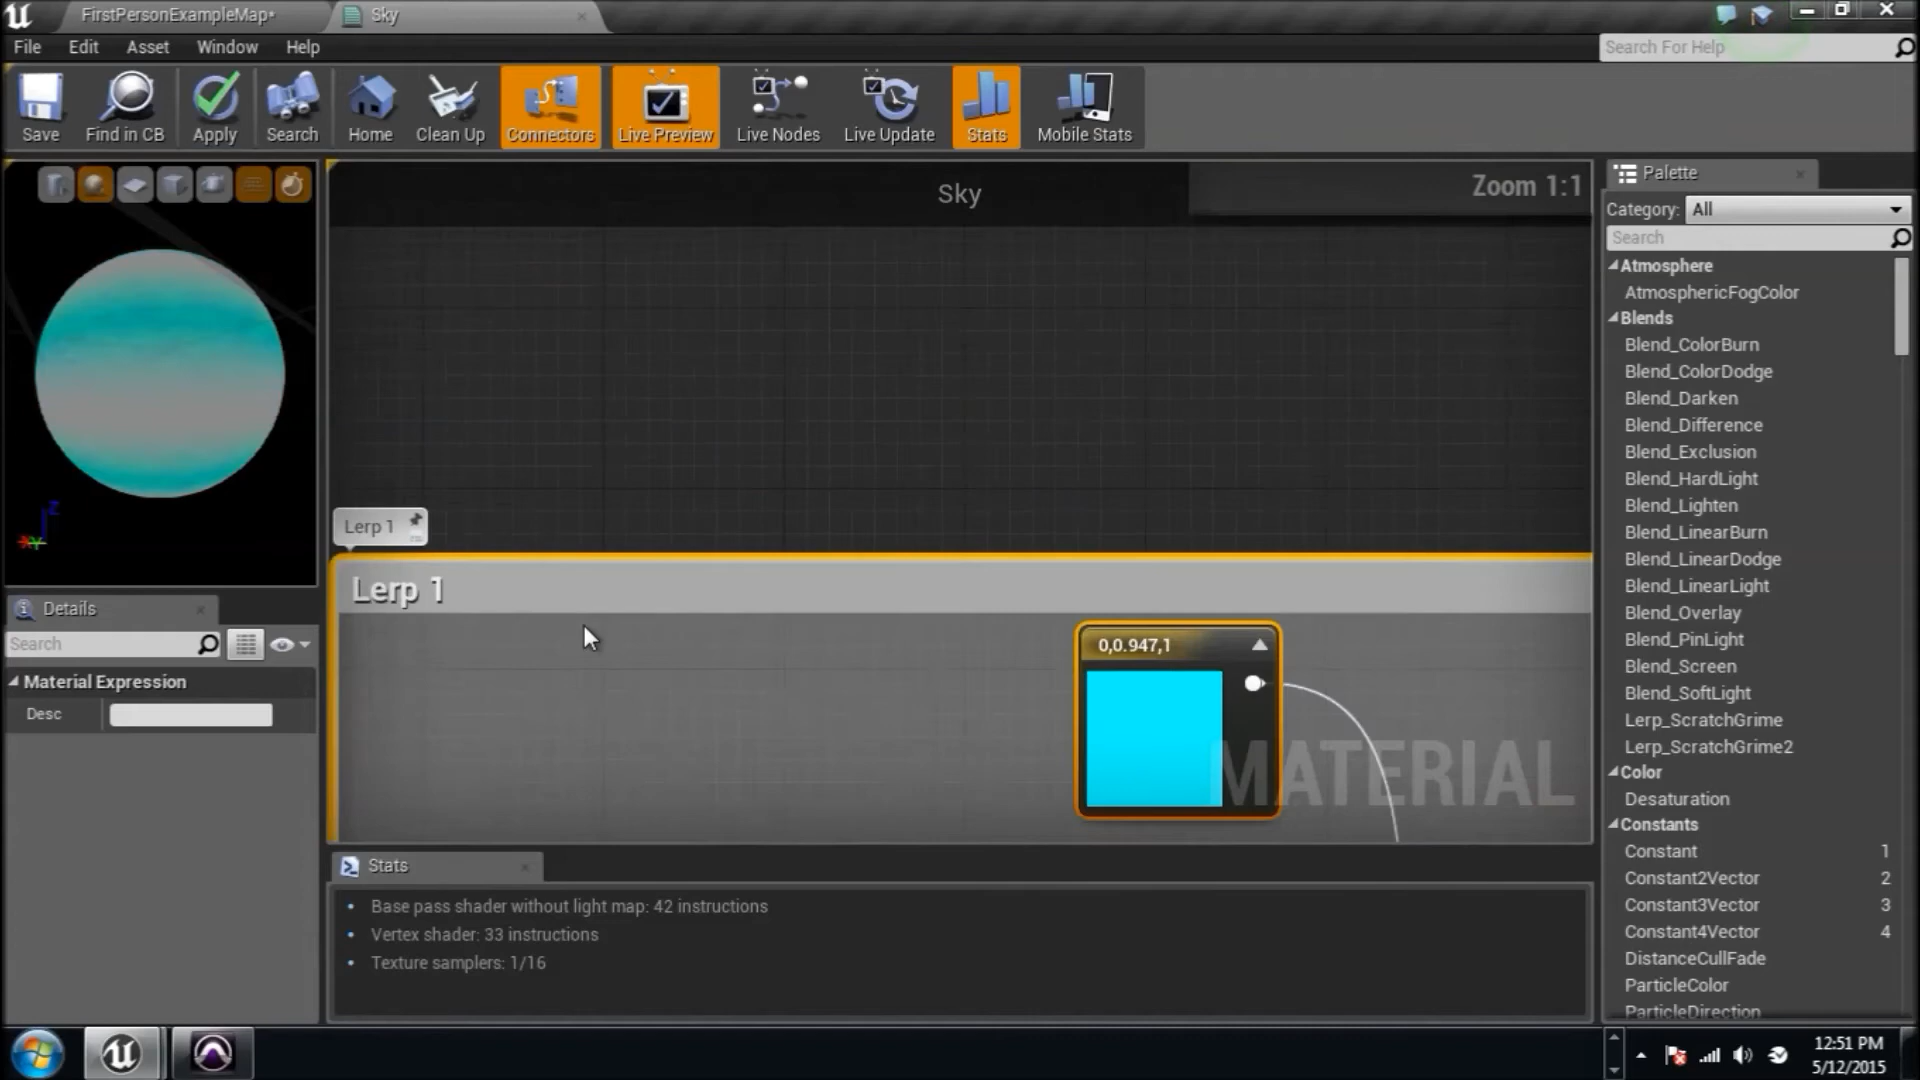 FirstPersonExampleMap*
Sky
File Edit Asset Window Help
Search For Help
Save Find in CB Apply Search Home Clean Up Connectors Live Preview Live Nodes Live Update Stats Mobile Stats
Sky
Zoom 1:1
Palette
Category: All
Search
Atmosphere
AtmosphericFogColor
Blends
Blend_ColorBurn
Blend_ColorDodge
Blend_Darken
Blend_Difference
Blend_Exclusion
Blend_HardLight
Blend_Lighten
Blend_LinearBurn
Blend_LinearDodge
Blend_LinearLight
Blend_Overlay
Blend_PinLight
Blend_Screen
Blend_SoftLight
Lerp_ScratchGrime
Lerp_ScratchGrime2
Color
Desaturation
Constants
Constant 1
Constant2Vector 2
Constant3Vector 3
Constant4Vector 4
DistanceCullFade
ParticleColor
ParticleDirection
Z
X Y
Lerp 1
Lerp 1
0,0.947,1
MATERIAL
Details
Search
Material Expression
Desc
Stats
Base pass shader without light map: 42 instructions
Vertex shader: 33 instructions
Texture samplers: 1/16
12:51 PM
5/12/2015